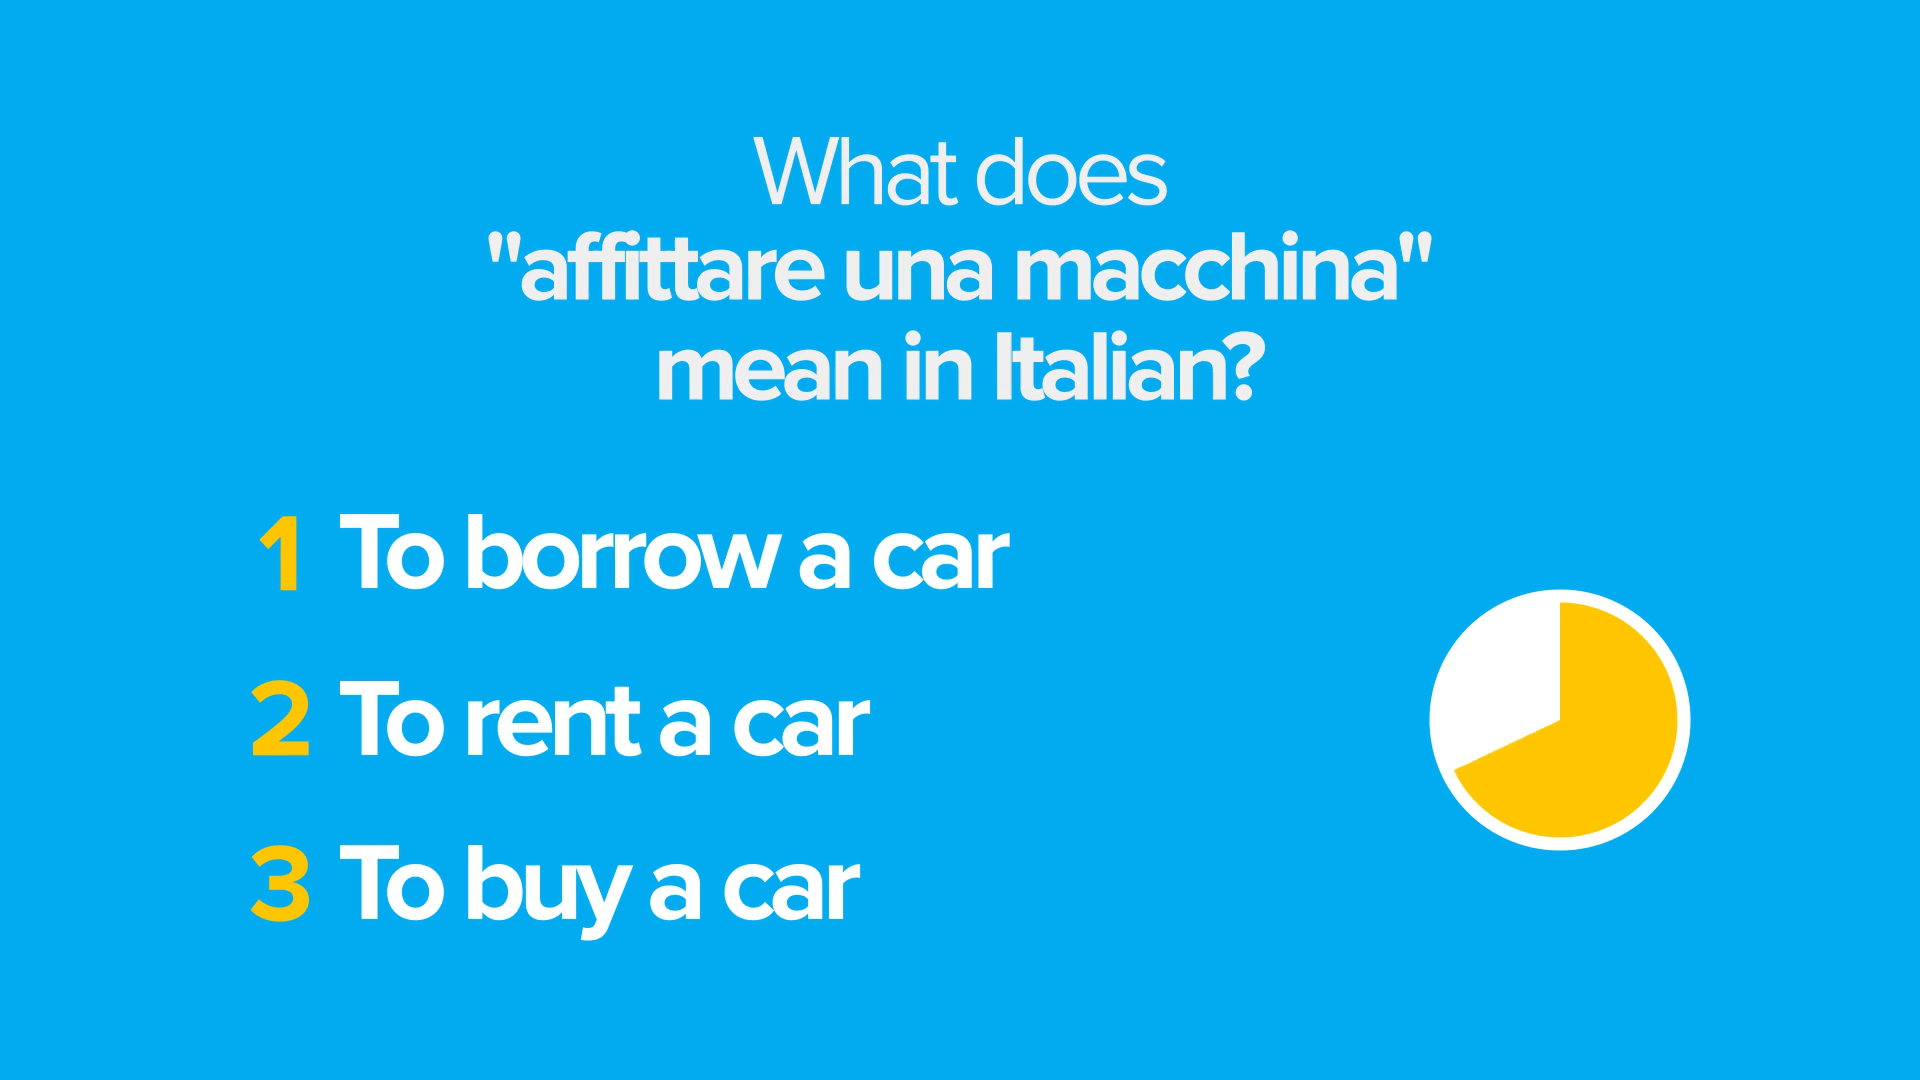 What does
"affittare una macchina"
mean in Italian?
1 To borrow a car
2 To rent a car
3 To buy a car